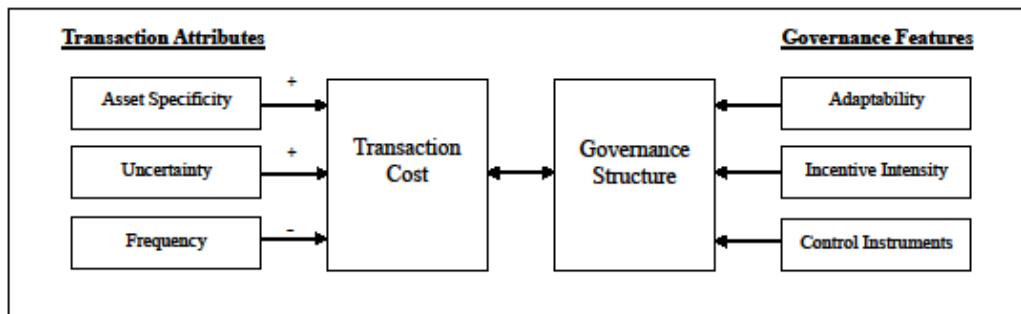 Transaction Attributes
Governance Features
Asset Specificity
+
Adaptability
Transaction
Cost
Governance
Structure
Uncertainty
+
Incentive Intensity
Frequency
-
Control Instruments